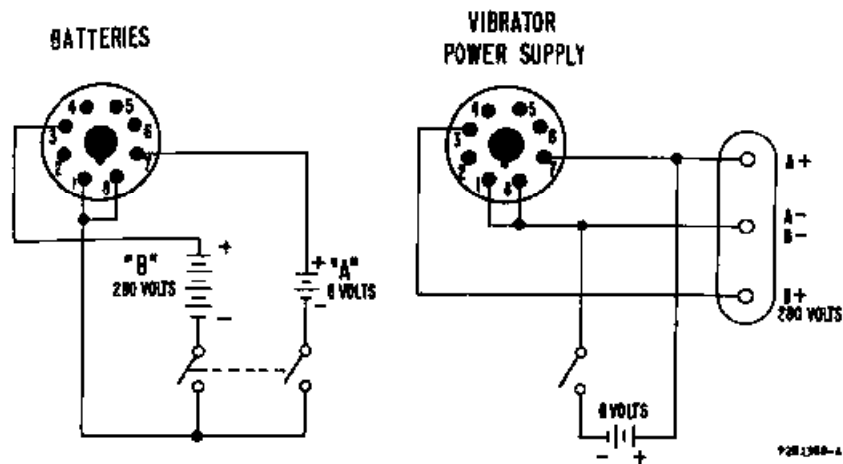 BATTERIES
4 5
3 6
2 7
1 8
"B"
280 VOLTS
+
-
+ "A"
6 VOLTS
-
VIBRATOR
POWER SUPPLY
4 5
3 6
2 7
1
A+
A-
B-
B+
280 VOLTS
6 VOLTS
- +